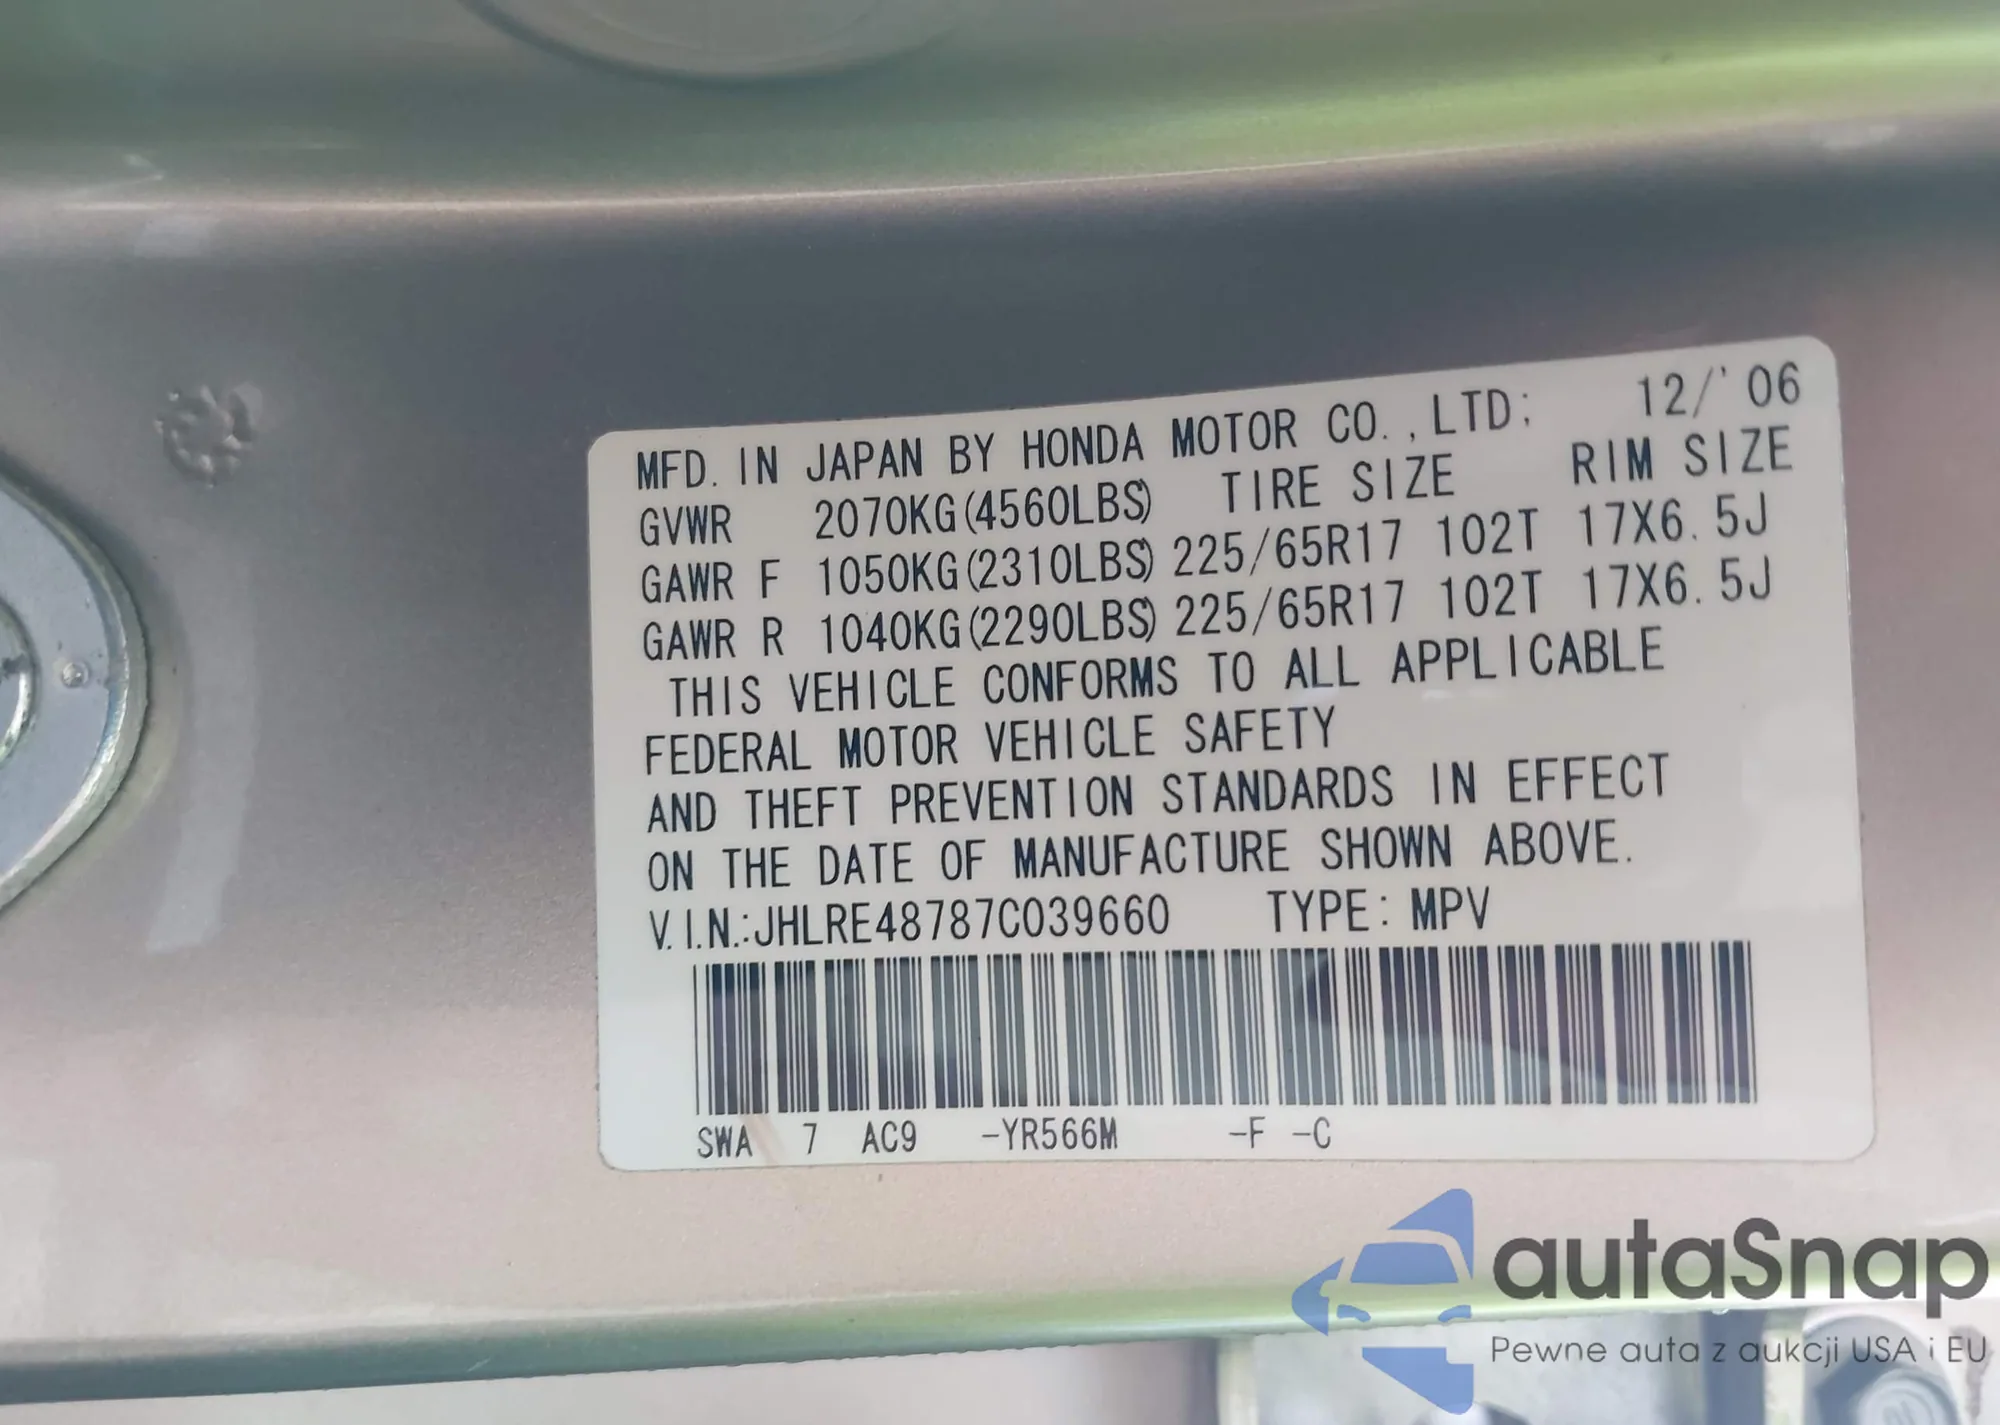 MFD. IN JAPAN BY HONDA MOTOR CO.,LTD; 12/'06
GVWR 2070KG(4560LBS) TIRE SIZE RIM SIZE
GAWR F 1050KG(2310LBS) 225/65R17 102T 17X6.5J
GAWR R 1040KG(2290LBS) 225/65R17 102T 17X6.5J
THIS VEHICLE CONFORMS TO ALL APPLICABLE
FEDERAL MOTOR VEHICLE SAFETY
AND THEFT PREVENTION STANDARDS IN EFFECT
ON THE DATE OF MANUFACTURE SHOWN ABOVE.
V.I.N.:JHLRE48787C039660 TYPE: MPV
SWA 7 AC9 -YR566M -F -C
autaSnap
Pewne auta z aukcji USA i EU